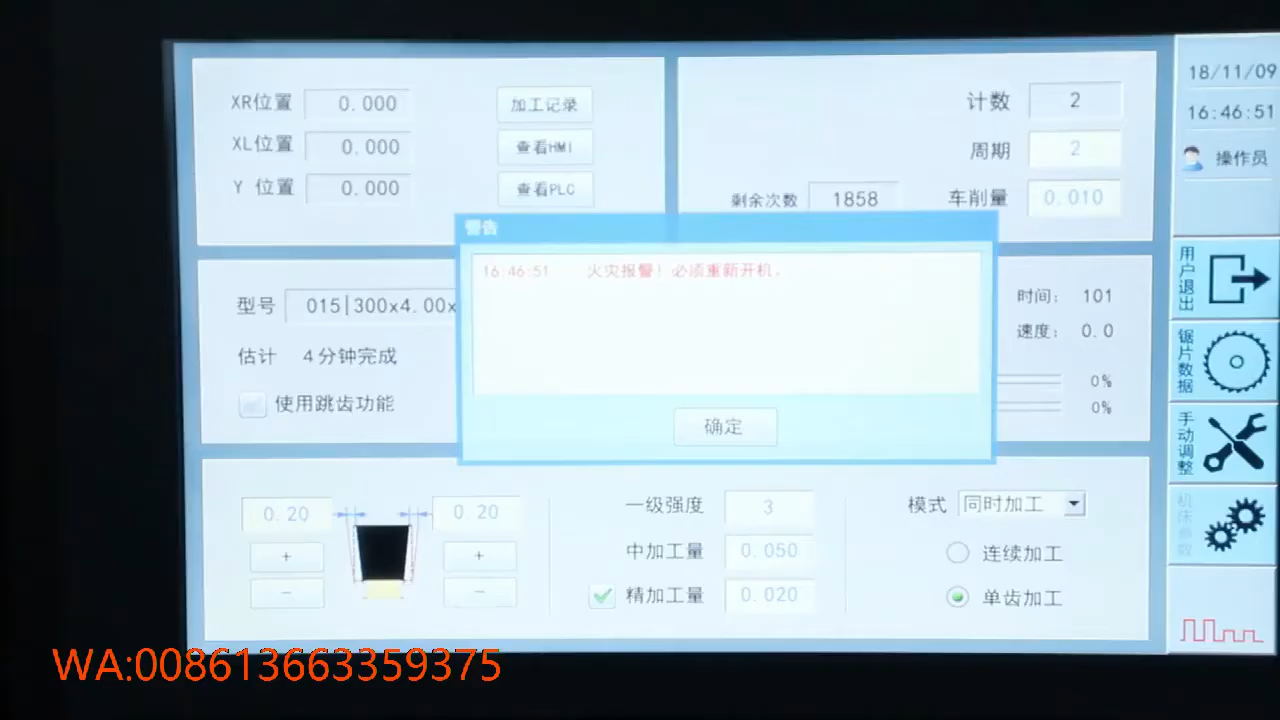 XR位置 0.000 加工记录
XL位置 0.000 查看HMI
Y 位置 0.000 查看PLC
计数 2
周期 2
剩余次数 1858 车削量 0.010
18/11/09
16:46:51
操作员
警告
16:46:51 火灾报警! 必须重新开机.
确定
型号 015|300x4.00x
估计 4分钟完成
使用跳齿功能
时间: 101
速度: 0.0
0%
0%
用户退出
锯片数据
手动调整
机床参数
0.20 0.20
+ +
- -
一级强度 3
中加工量 0.050
精加工量 0.020
模式 同时加工
连续加工
单齿加工
WA:008613663359375